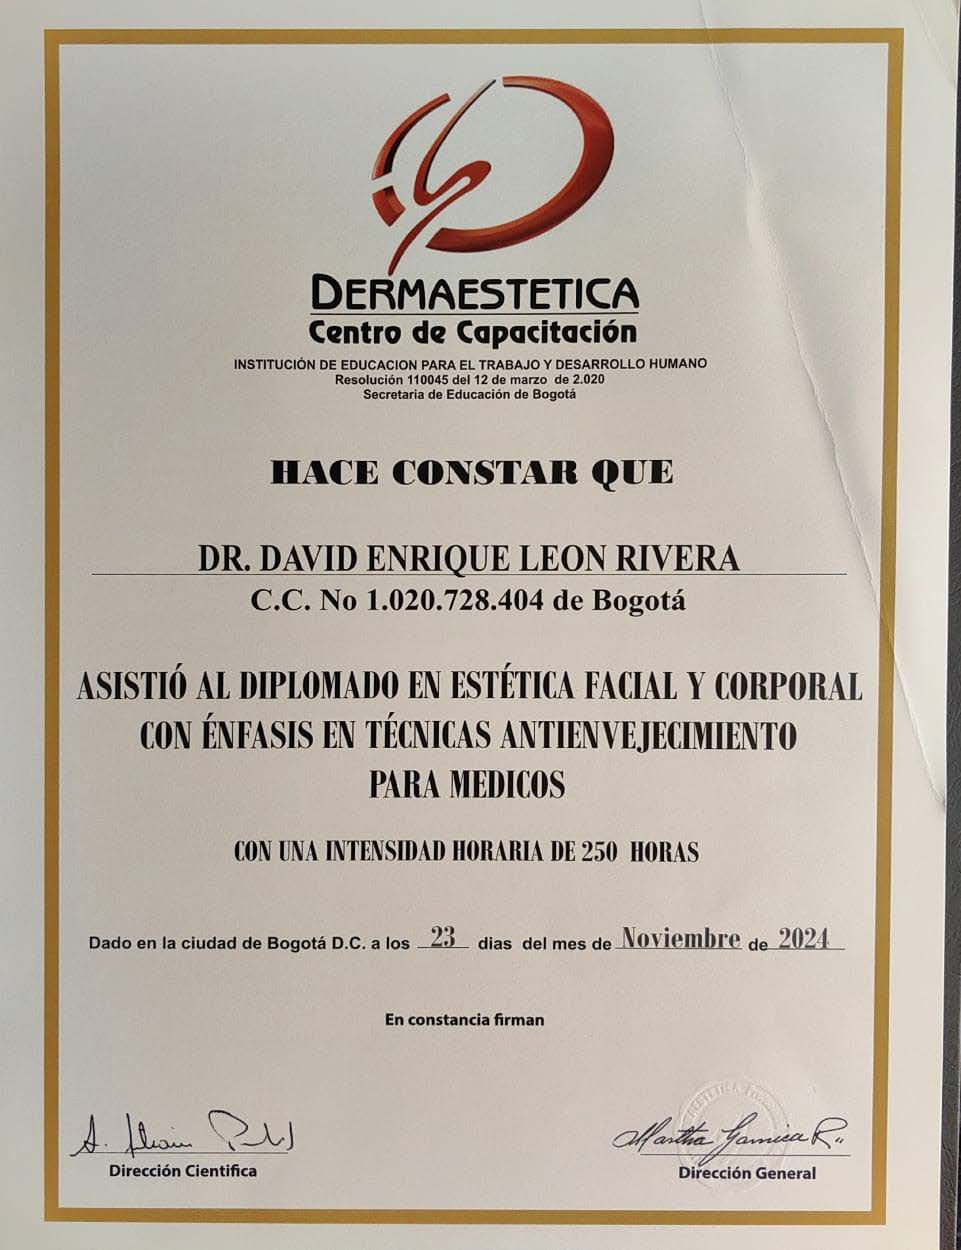 DERMAESTETICA
Centro de Capacitación
INSTITUCIÓN DE EDUCACION PARA EL TRABAJO Y DESARROLLO HUMANO
Resolución 110045 del 12 de marzo de 2.020
Secretaria de Educación de Bogotá
HACE CONSTAR QUE
DR. DAVID ENRIQUE LEON RIVERA
C.C. No 1.020.728.404 de Bogotá
ASISTIÓ AL DIPLOMADO EN ESTÉTICA FACIAL Y CORPORAL
CON ÉNFASIS EN TÉCNICAS ANTIENVEJECIMIENTO
PARA MEDICOS
CON UNA INTENSIDAD HORARIA DE 250 HORAS
Dado en la ciudad de Bogotá D.C. a los 23 dias del mes de Noviembre de 2024
En constancia firman
Martha Garnica R.
Dirección Cientifica
Dirección General